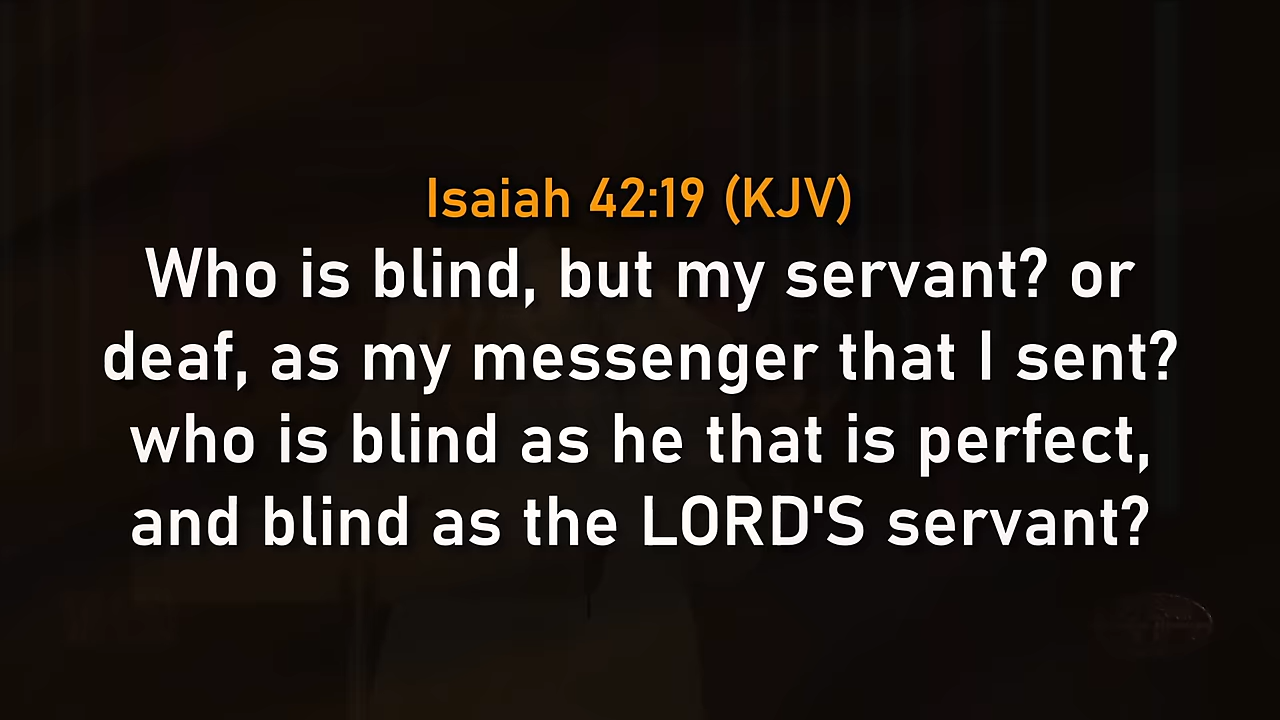 Isaiah 42:19 (KJV)
Who is blind, but my servant? or
deaf, as my messenger that I sent?
who is blind as he that is perfect,
and blind as the LORD'S servant?